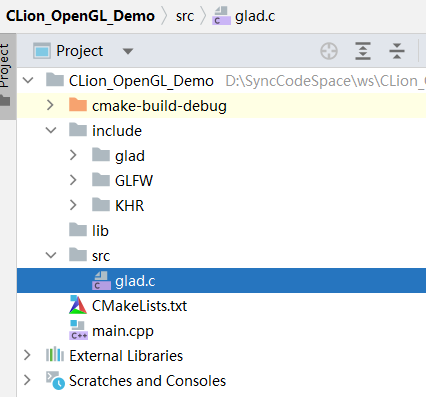 CLion_OpenGL_Demo 〉 src 〉 glad.c
Project
Project
CLion_OpenGL_Demo D:\SyncCodeSpace\ws\CLion_
cmake-build-debug
include
glad
GLFW
KHR
lib
src
glad.c
CMakeLists.txt
main.cpp
External Libraries
Scratches and Consoles